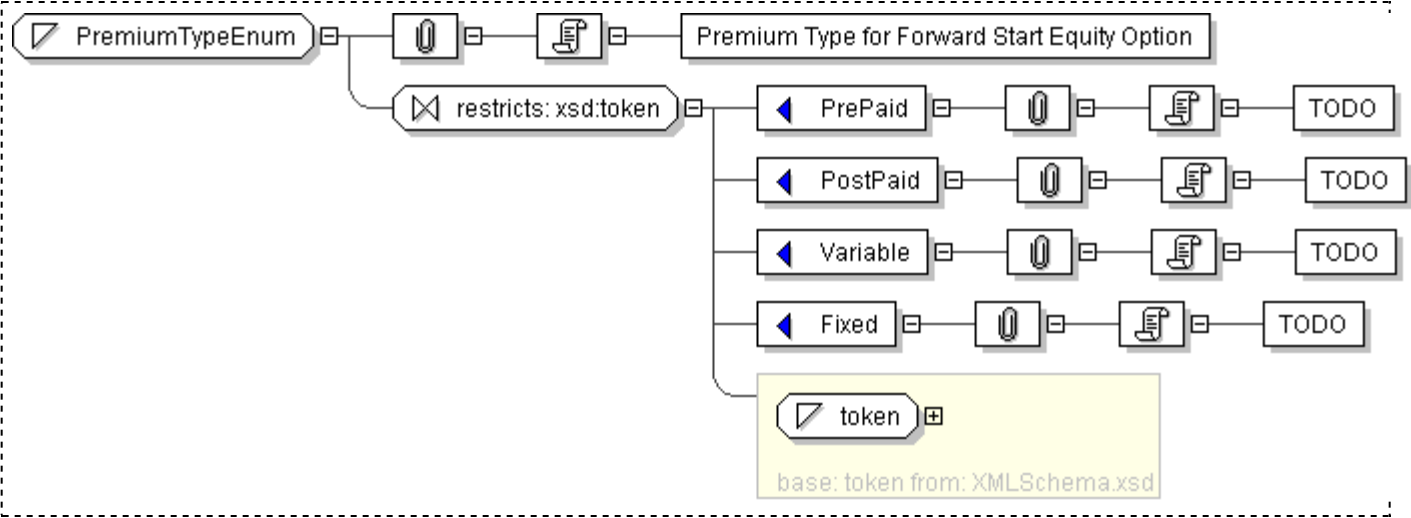 PremiumTypeEnum
Premium Type for Forward Start Equity Option
restricts: xsd:token
PrePaid
TODO
PostPaid
TODO
Variable
TODO
Fixed
TODO
token
base: token from: XMLSchema.xsd